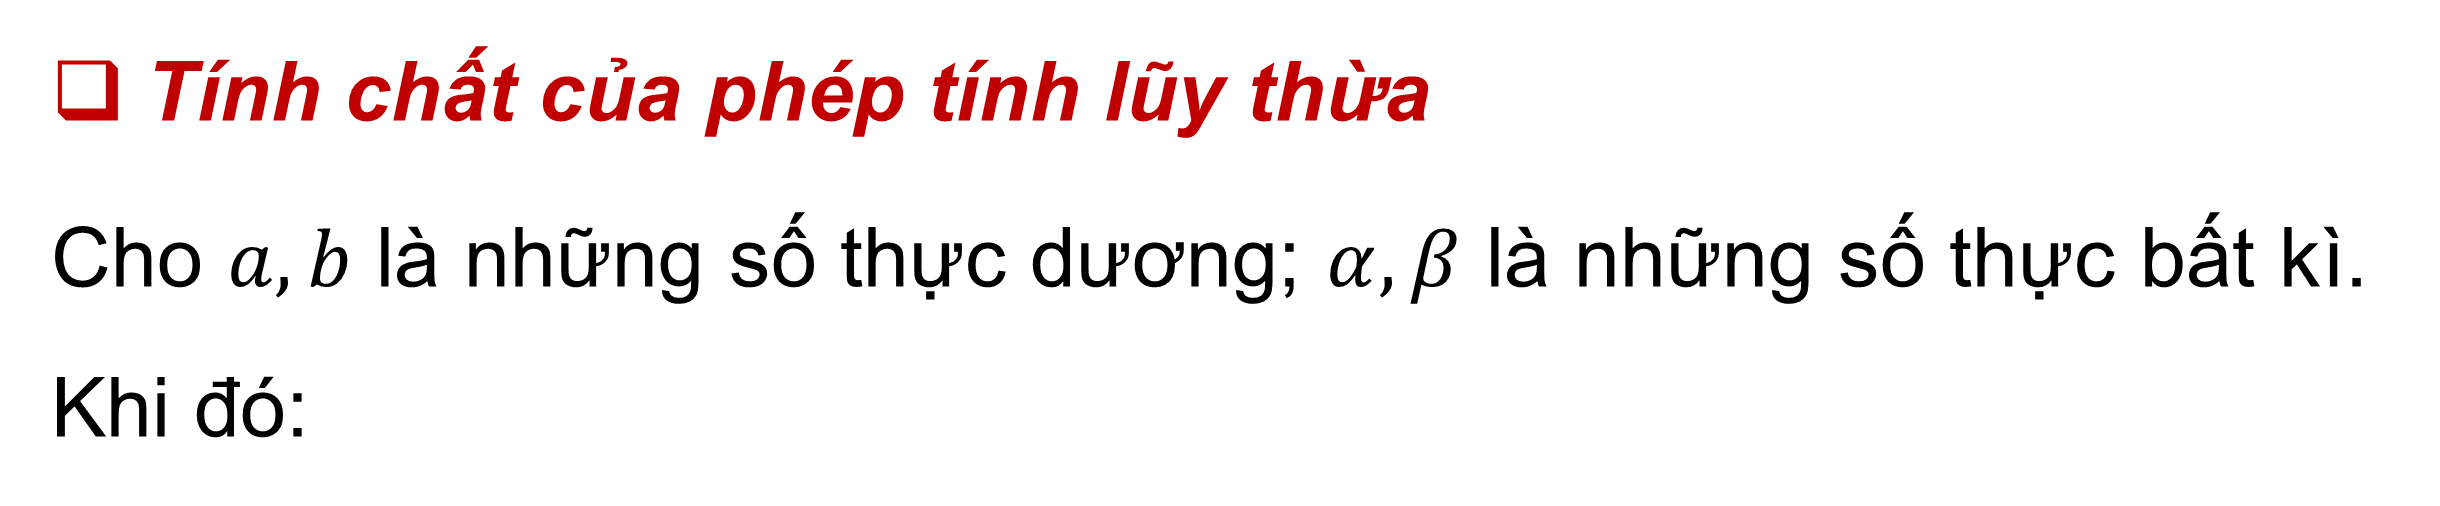 ❑ Tính chất của phép tính lũy thừa
Cho a, b là những số thực dương; α, β là những số thực bất kì.
Khi đó: